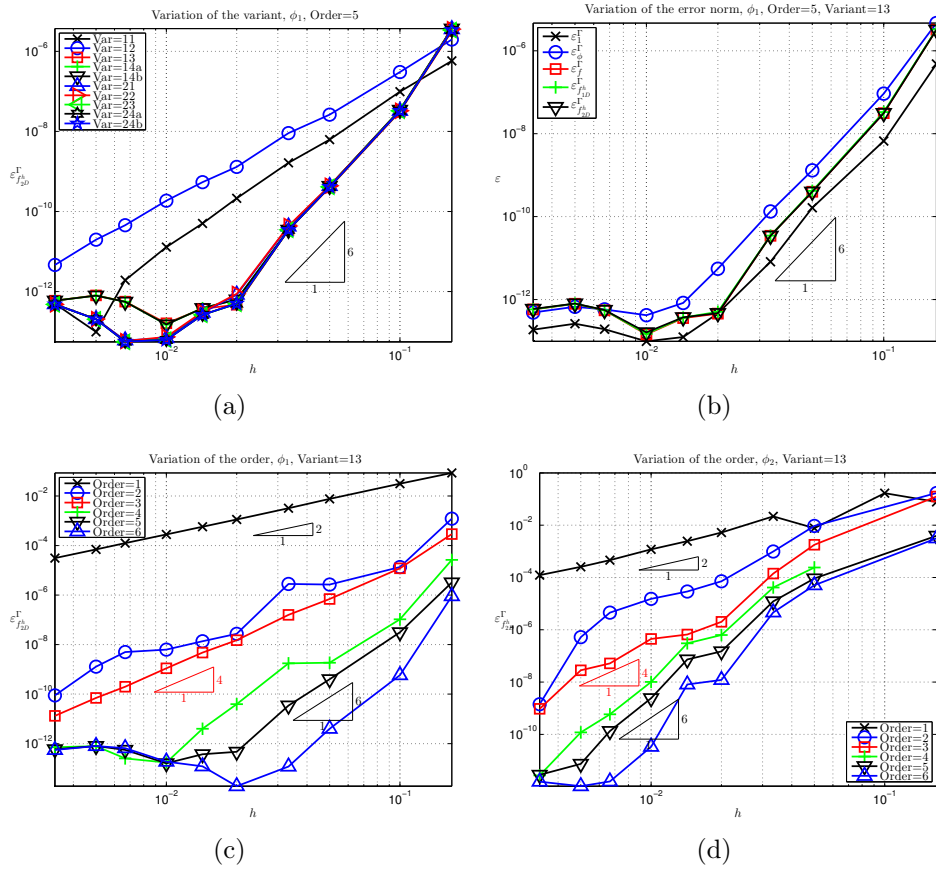 Variation of the variant, ϕ₁, Order=5
Var=11
Var=12
Var=13
Var=14a
Var=14b
Var=21
Var=22
Var=23
Var=24a
Var=24b
10⁻⁶
10⁻⁸
10⁻¹⁰
10⁻¹²
10⁻²
10⁻¹
6
1
h
(a)
Variation of the error norm, ϕ₁, Order=5, Variant=13
10⁻⁶
10⁻⁸
10⁻¹⁰
10⁻¹²
10⁻²
10⁻¹
6
1
ε
h
(b)
Variation of the order, ϕ₁, Variant=13
Order=1
Order=2
Order=3
Order=4
Order=5
Order=6
10⁻²
10⁻⁴
10⁻⁶
10⁻⁸
10⁻¹⁰
10⁻¹²
10⁻²
10⁻¹
2
1
4
1
6
1
h
(c)
Variation of the order, ϕ₂, Variant=13
10⁰
10⁻²
10⁻⁴
10⁻⁶
10⁻⁸
10⁻¹⁰
10⁻²
10⁻¹
2
1
4
1
6
1
Order=1
Order=2
Order=3
Order=4
Order=5
Order=6
h
(d)